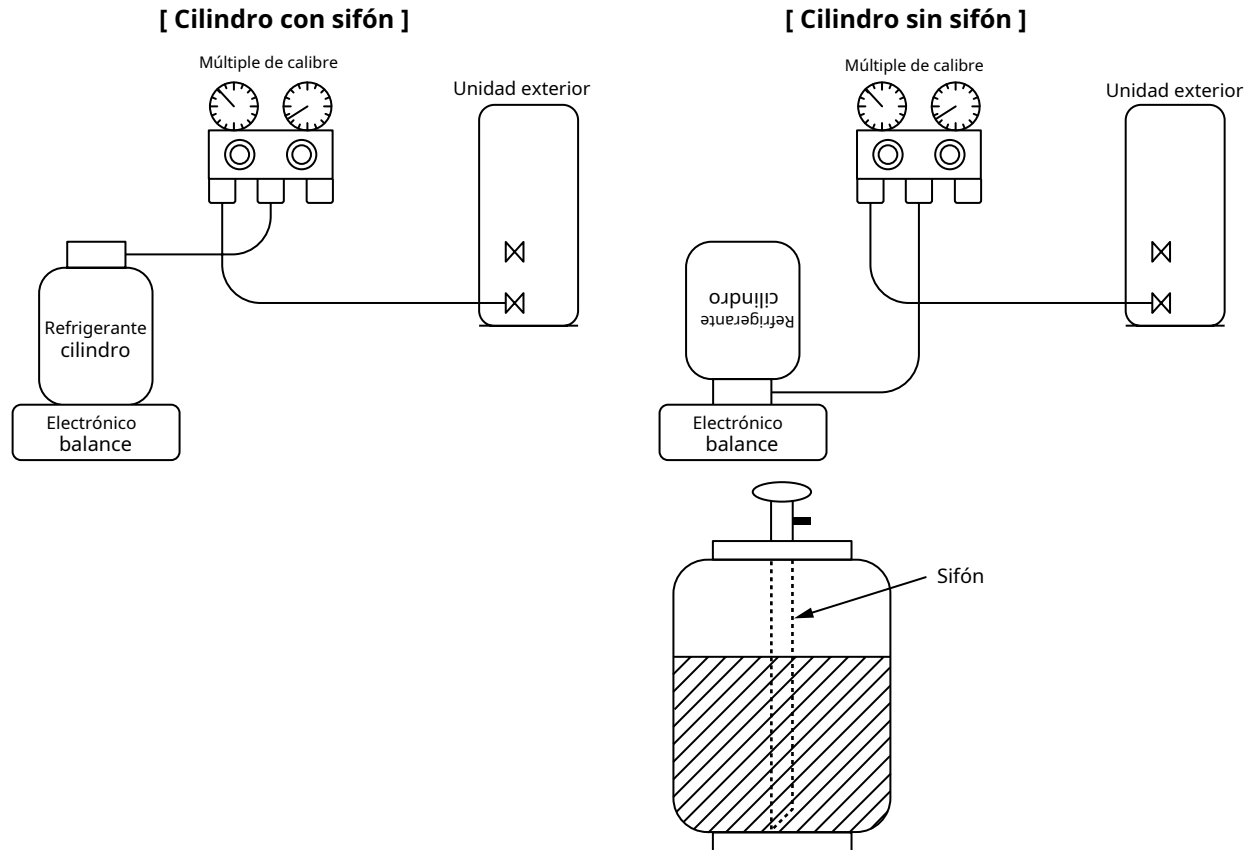 [ Cilindro con sifón ]
Múltiple de calibre
Unidad exterior
Refrigerante
cilindro
Electrónico
balance
[ Cilindro sin sifón ]
Múltiple de calibre
Unidad exterior
Refrigerante
cilindro
Electrónico
balance
Sifón